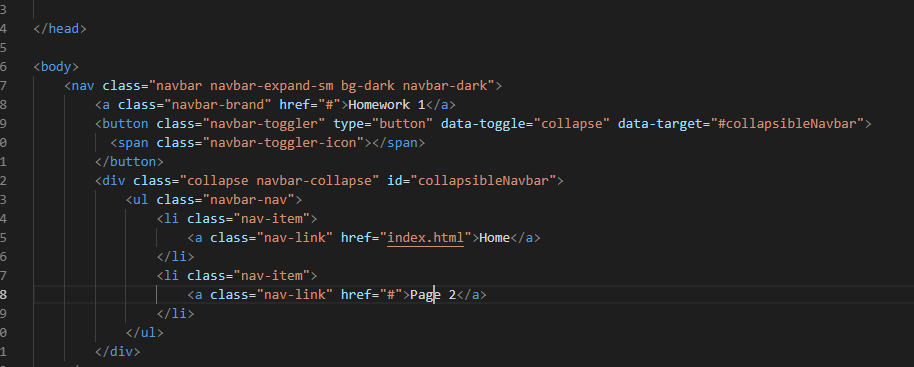 3
4 </head>
5
6 <body>
7 <nav class="navbar navbar-expand-sm bg-dark navbar-dark">
8 <a class="navbar-brand" href="#">Homework 1</a>
9 <button class="navbar-toggler" type="button" data-toggle="collapse" data-target="#collapsibleNavbar">
0 <span class="navbar-toggler-icon"></span>
1 </button>
2 <div class="collapse navbar-collapse" id="collapsibleNavbar">
3 <ul class="navbar-nav">
4 <li class="nav-item">
5 <a class="nav-link" href="index.html">Home</a>
6 </li>
7 <li class="nav-item">
8 <a class="nav-link" href="#">Page 2</a>
9 </li>
0 </ul>
1 </div>